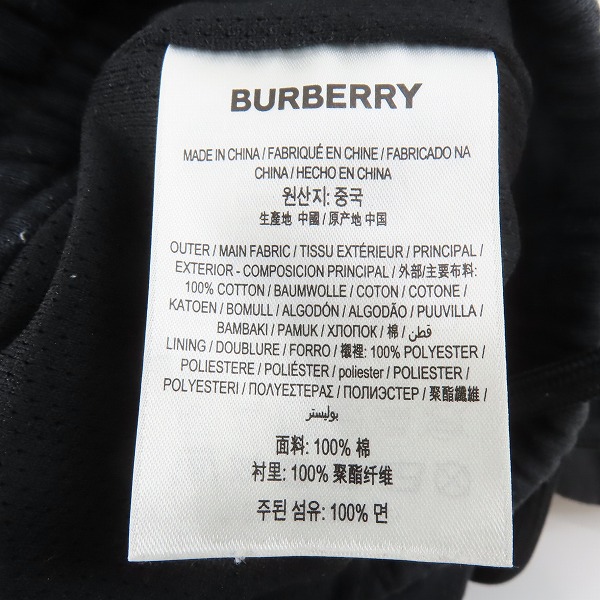 BURBERRY
MADE IN CHINA / FABRIQUÉ EN CHINE / FABRICADO NA
CHINA / HECHO EN CHINA
원산지: 중국
生產地 中國 / 原产地 中国
OUTER / MAIN FABRIC / TISSU EXTÉRIEUR / PRINCIPAL /
EXTERIOR - COMPOSICION PRINCIPAL / 外部/主要布料:
100% COTTON / BAUMWOLLE / COTON / COTONE /
KATOEN / BOMULL / ALGODÓN / ALGODÃO / PUUVILLA /
BAMBAKI / PAMUK / ХЛОПОК / 棉 / قطن /
LINING / DOUBLURE / FORRO / 襯裡: 100% POLYESTER /
POLIESTERE / POLIÉSTER / poliester / POLIESTER /
POLYESTERI / ΠΟΛΥΕΣΤΕΡΑΣ / ПОЛИЭСТЕР / 聚酯纖維 /
بوليستر
面料: 100% 棉
衬里: 100% 聚酯纤维
주된 섬유: 100% 면